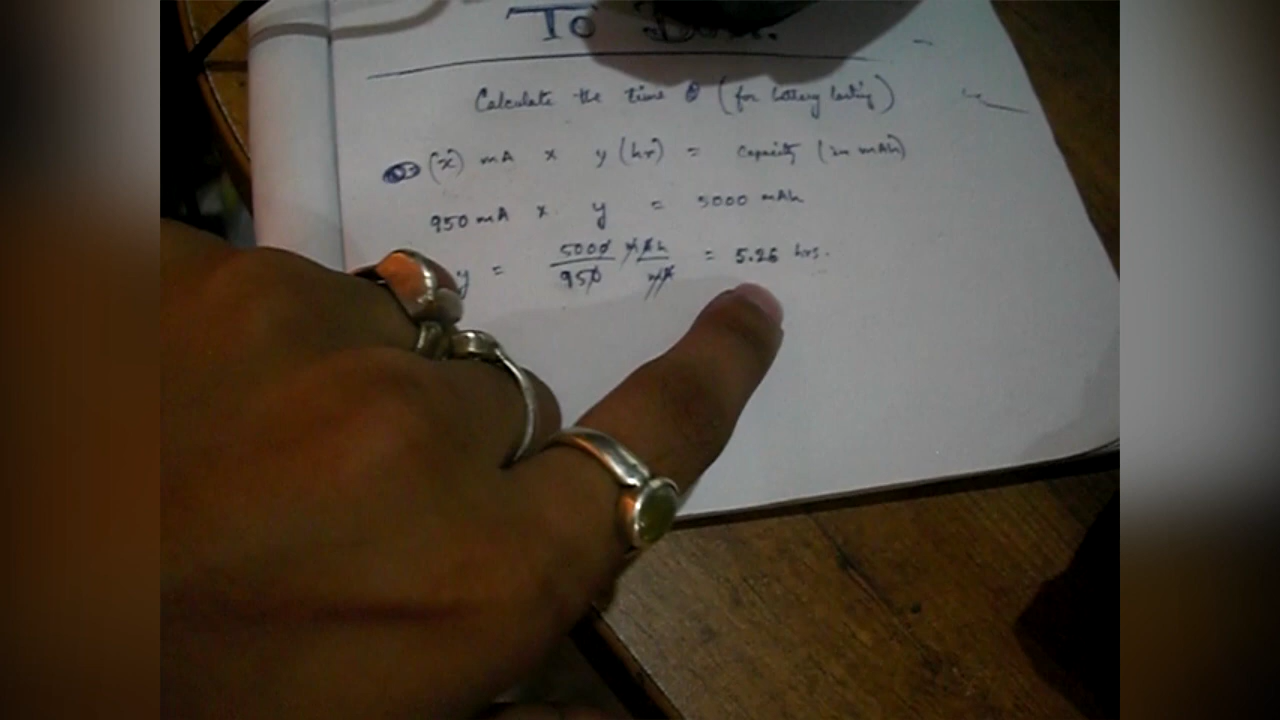 To
Calculate the time (for battery lasting)
(x) mA x y (hr) = capacity (in mAh)
950 mA x y = 5000 mAh
y = 5000/950 mAh/mA = 5.26 hrs.